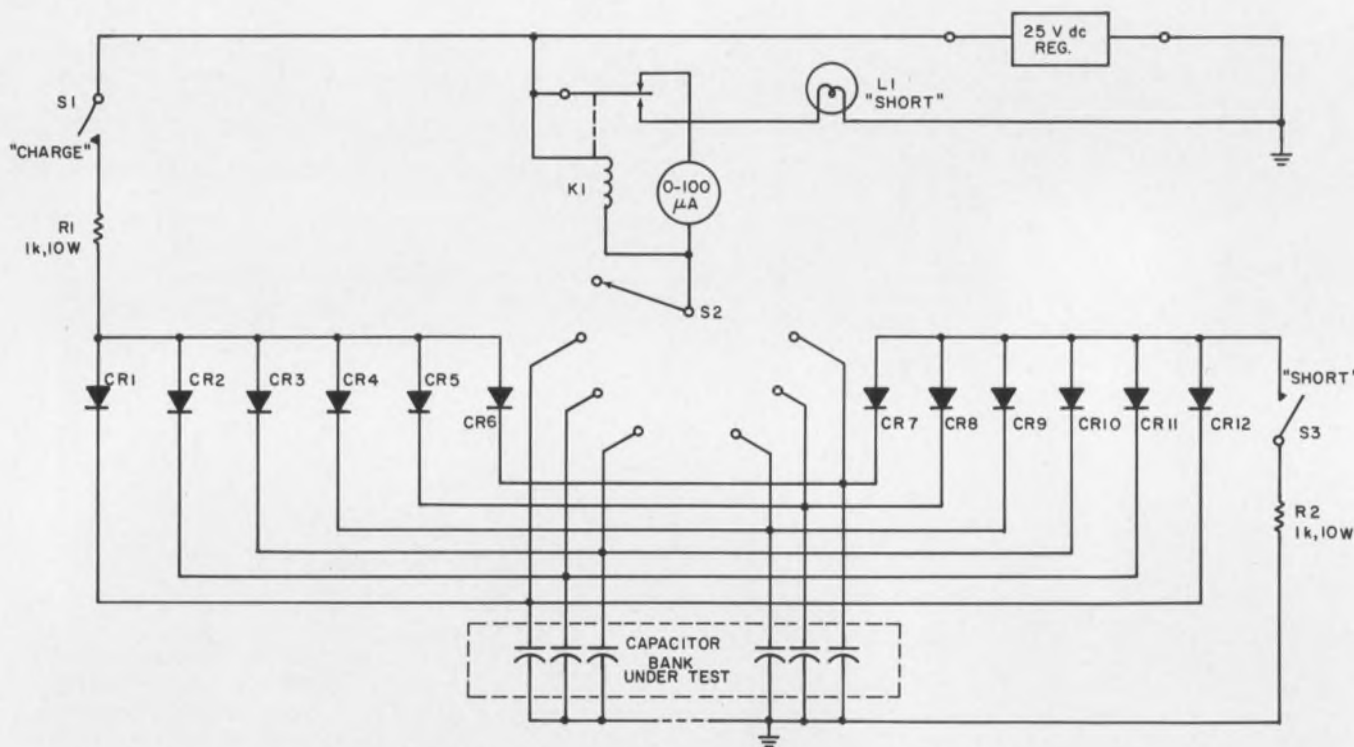 25 V dc
REG.
S1
L1
"SHORT"
"CHARGE"
K1
0-100
μA
R1
1k,10W
S2
CR1
CR2
CR3
CR4
CR5
CR6
CR7
CR8
CR9
CR10
CR11
CR12
"SHORT"
S3
R2
1k,10W
CAPACITOR
BANK
UNDER TEST